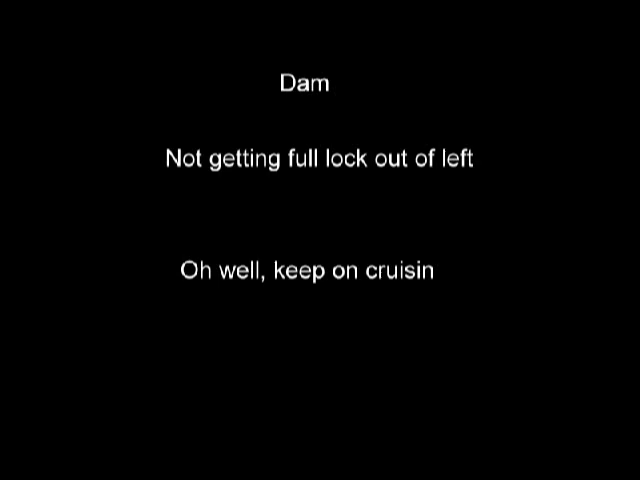 Dam
Not getting full lock out of left
Oh well, keep on cruisin